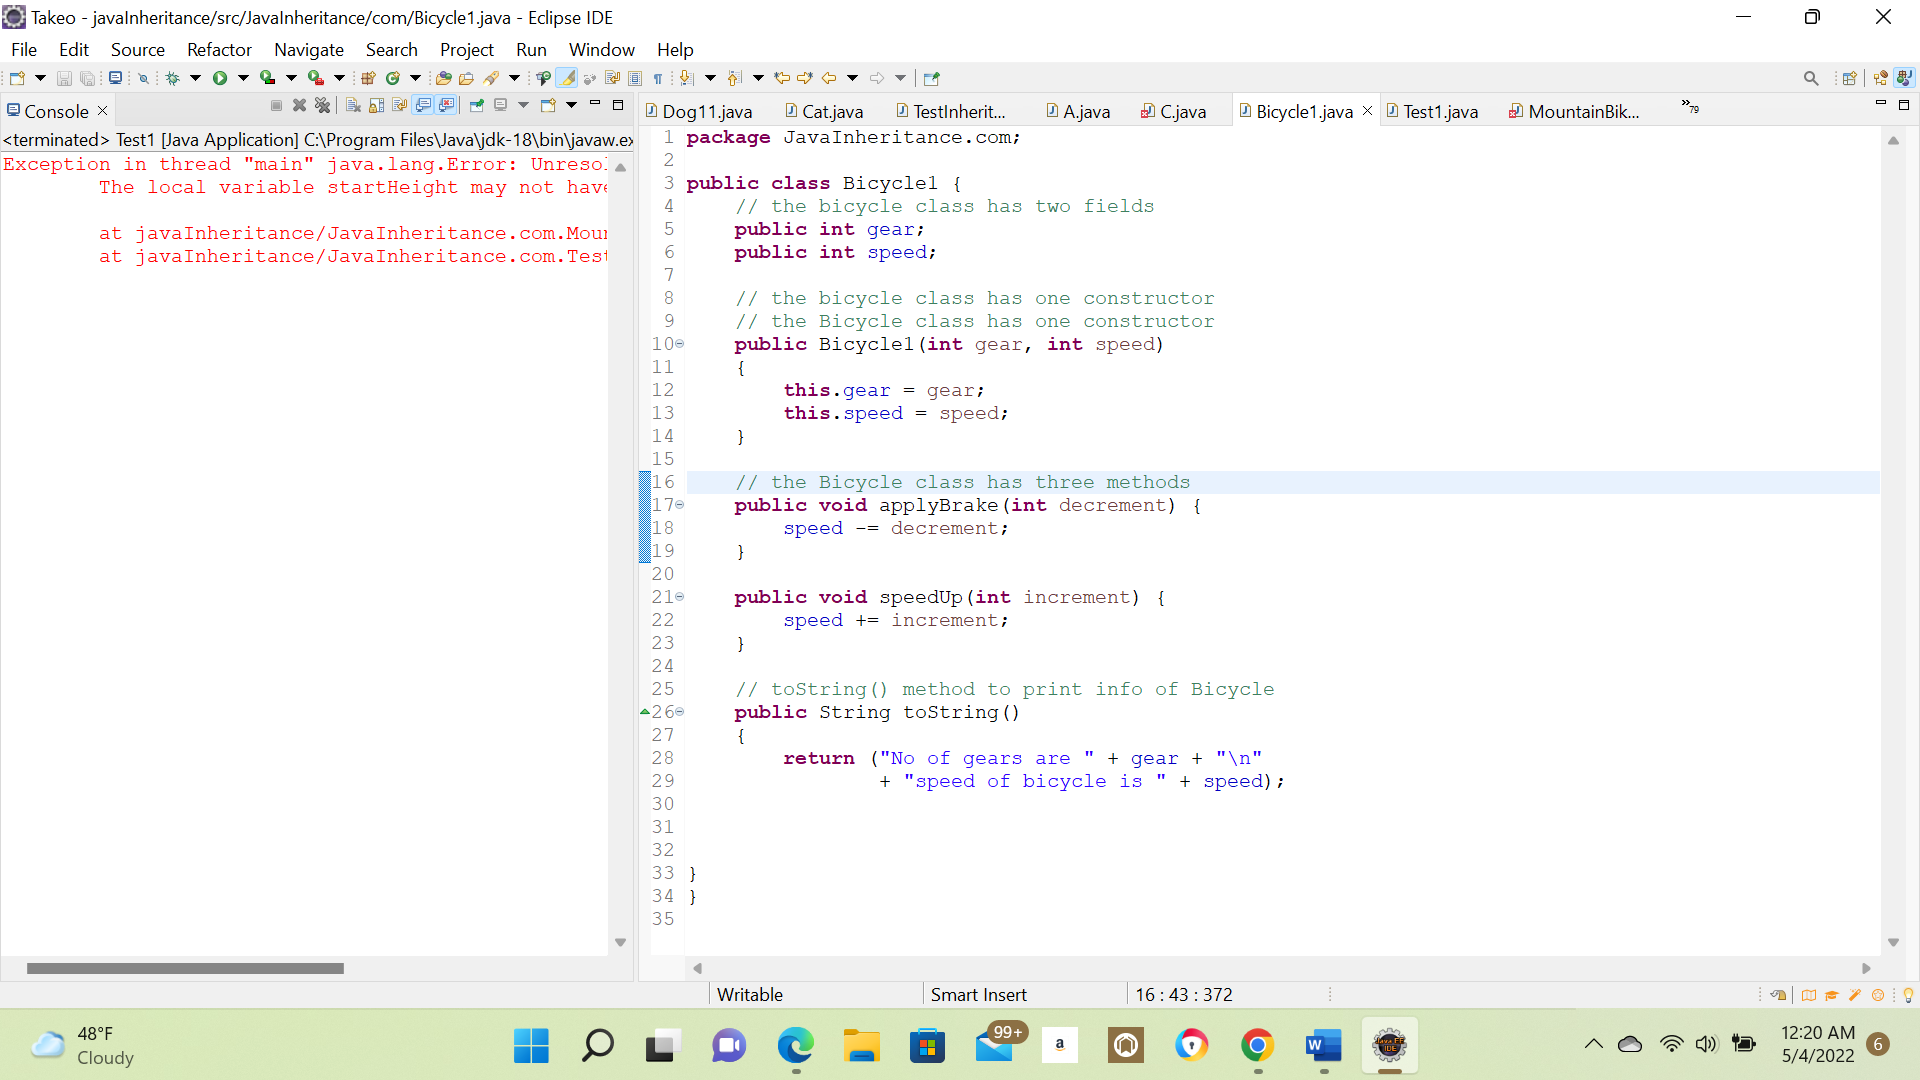 Takeo - javaInheritance/src/JavaInheritance/com/Bicycle1.java - Eclipse IDE
File Edit Source Refactor Navigate Search Project Run Window Help
Console
Dog11.java Cat.java TestInherit... A.java C.java Bicycle1.java Test1.java MountainBik... »79
<terminated> Test1 [Java Application] C:\Program Files\Java\jdk-18\bin\javaw.ex
Exception in thread "main" java.lang.Error: Unresol
The local variable startHeight may not have
at javaInheritance/JavaInheritance.com.Moun
at javaInheritance/JavaInheritance.com.Test
1 package JavaInheritance.com;
2
3 public class Bicycle1 {
4 // the bicycle class has two fields
5 public int gear;
6 public int speed;
7
8 // the bicycle class has one constructor
9 // the Bicycle class has one constructor
10 public Bicycle1(int gear, int speed)
11 {
12 this.gear = gear;
13 this.speed = speed;
14 }
15
16 // the Bicycle class has three methods
17 public void applyBrake(int decrement) {
18 speed -= decrement;
19 }
20
21 public void speedUp(int increment) {
22 speed += increment;
23 }
24
25 // toString() method to print info of Bicycle
26 public String toString()
27 {
28 return ("No of gears are " + gear + "\n"
29 + "speed of bicycle is " + speed);
30
31
32
33 }
34 }
35
Writable Smart Insert 16 : 43 : 372
48°F
Cloudy
99+
a
W
Java EE
IDE
12:20 AM
5/4/2022
6